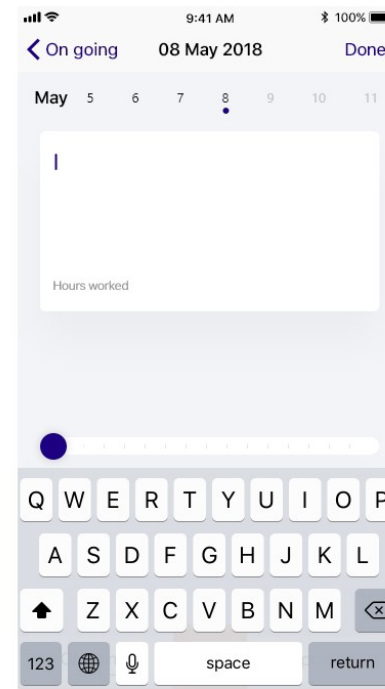 9:41 AM 100%
On going 08 May 2018 Done
May 5 6 7 8 9 10 11
Hours worked
Q W E R T Y U I O P
A S D F G H J K L
Z X C V B N M
123 space return